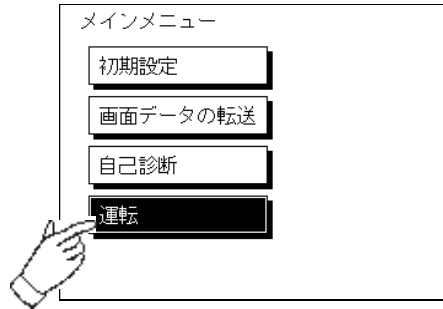 メインメニュー
初期設定
画面データの転送
自己診断
運転